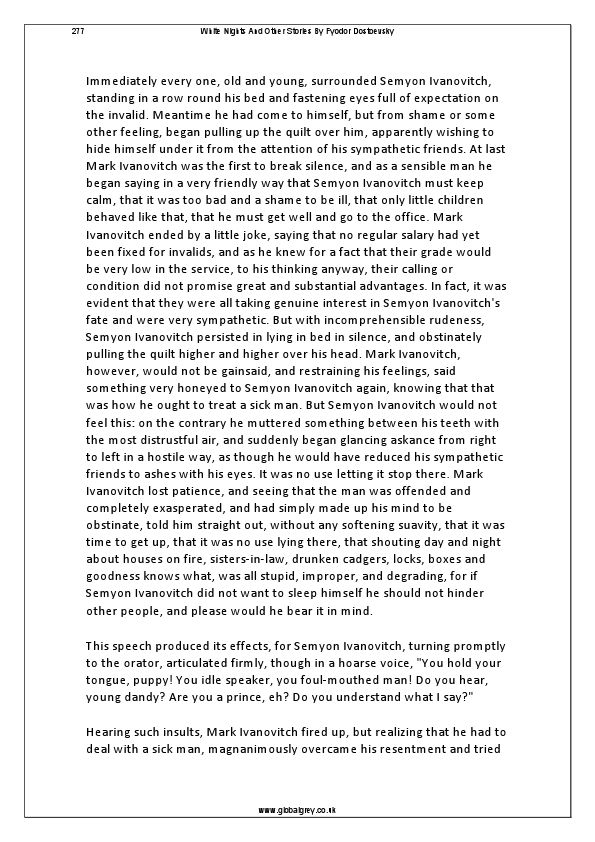 277 White Nights And Other Stories By Fyodor Dostoevsky
Immediately every one, old and young, surrounded Semyon Ivanovitch,
standing in a row round his bed and fastening eyes full of expectation on
the invalid. Meantime he had come to himself, but from shame or some
other feeling, began pulling up the quilt over him, apparently wishing to
hide himself under it from the attention of his sympathetic friends. At last
Mark Ivanovitch was the first to break silence, and as a sensible man he
began saying in a very friendly way that Semyon Ivanovitch must keep
calm, that it was too bad and a shame to be ill, that only little children
behaved like that, that he must get well and go to the office. Mark
Ivanovitch ended by a little joke, saying that no regular salary had yet
been fixed for invalids, and as he knew for a fact that their grade would
be very low in the service, to his thinking anyway, their calling or
condition did not promise great and substantial advantages. In fact, it was
evident that they were all taking genuine interest in Semyon Ivanovitch's
fate and were very sympathetic. But with incomprehensible rudeness,
Semyon Ivanovitch persisted in lying in bed in silence, and obstinately
pulling the quilt higher and higher over his head. Mark Ivanovitch,
however, would not be gainsaid, and restraining his feelings, said
something very honeyed to Semyon Ivanovitch again, knowing that that
was how he ought to treat a sick man. But Semyon Ivanovitch would not
feel this: on the contrary he muttered something between his teeth with
the most distrustful air, and suddenly began glancing askance from right
to left in a hostile way, as though he would have reduced his sympathetic
friends to ashes with his eyes. It was no use letting it stop there. Mark
Ivanovitch lost patience, and seeing that the man was offended and
completely exasperated, and had simply made up his mind to be
obstinate, told him straight out, without any softening suavity, that it was
time to get up, that it was no use lying there, that shouting day and night
about houses on fire, sisters-in-law, drunken cadgers, locks, boxes and
goodness knows what, was all stupid, improper, and degrading, for if
Semyon Ivanovitch did not want to sleep himself he should not hinder
other people, and please would he bear it in mind.
This speech produced its effects, for Semyon Ivanovitch, turning promptly
to the orator, articulated firmly, though in a hoarse voice, "You hold your
tongue, puppy! You idle speaker, you foul-mouthed man! Do you hear,
young dandy? Are you a prince, eh? Do you understand what I say?"
Hearing such insults, Mark Ivanovitch fired up, but realizing that he had to
deal with a sick man, magnanimously overcame his resentment and tried
www.globalgrey.co.uk